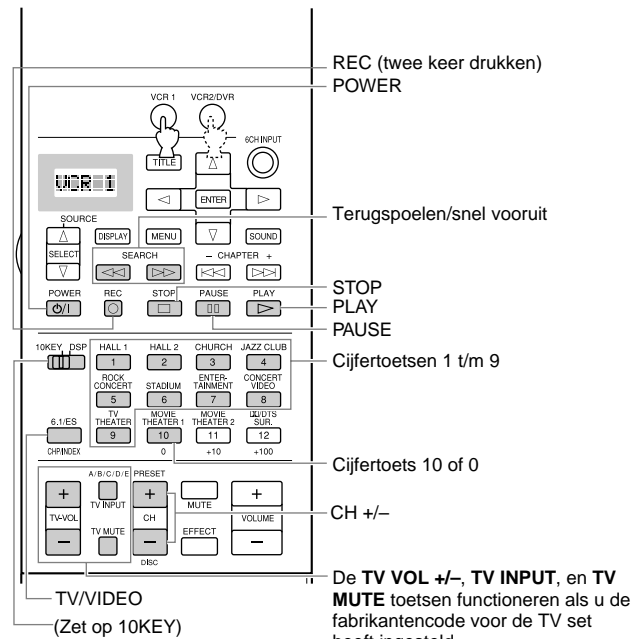 REC (twee keer drukken)
POWER
VCR 1 VCR2/DVR
6CH INPUT
TITLE
VCR 1
ENTER
Terugspoelen/snel vooruit
SOURCE
DISPLAY MENU SOUND
SELECT
SEARCH – CHAPTER +
STOP
POWER REC STOP PAUSE PLAY
PLAY
PAUSE
10KEY DSP HALL 1 HALL 2 CHURCH JAZZ CLUB
1 2 3 4
Cijfertoetsen 1 t/m 9
ROCK CONCERT STADIUM ENTER-TAINMENT CONCERT VIDEO
5 6 7 8
TV THEATER MOVIE THEATER 1 MOVIE THEATER 2 DD/DTS SUR.
6.1/ES 9 10 11 12
CHP/INDEX 0 +10 +100
Cijfertoets 10 of 0
A/B/C/D/E PRESET
+ + +
TV INPUT MUTE
CH +/–
TV-VOL CH VOLUME
TV MUTE EFFECT
– – –
DISC
De TV VOL +/–, TV INPUT, en TV
MUTE toetsen functioneren als u de
fabrikantencode voor de TV set
TV/VIDEO
(Zet op 10KEY)